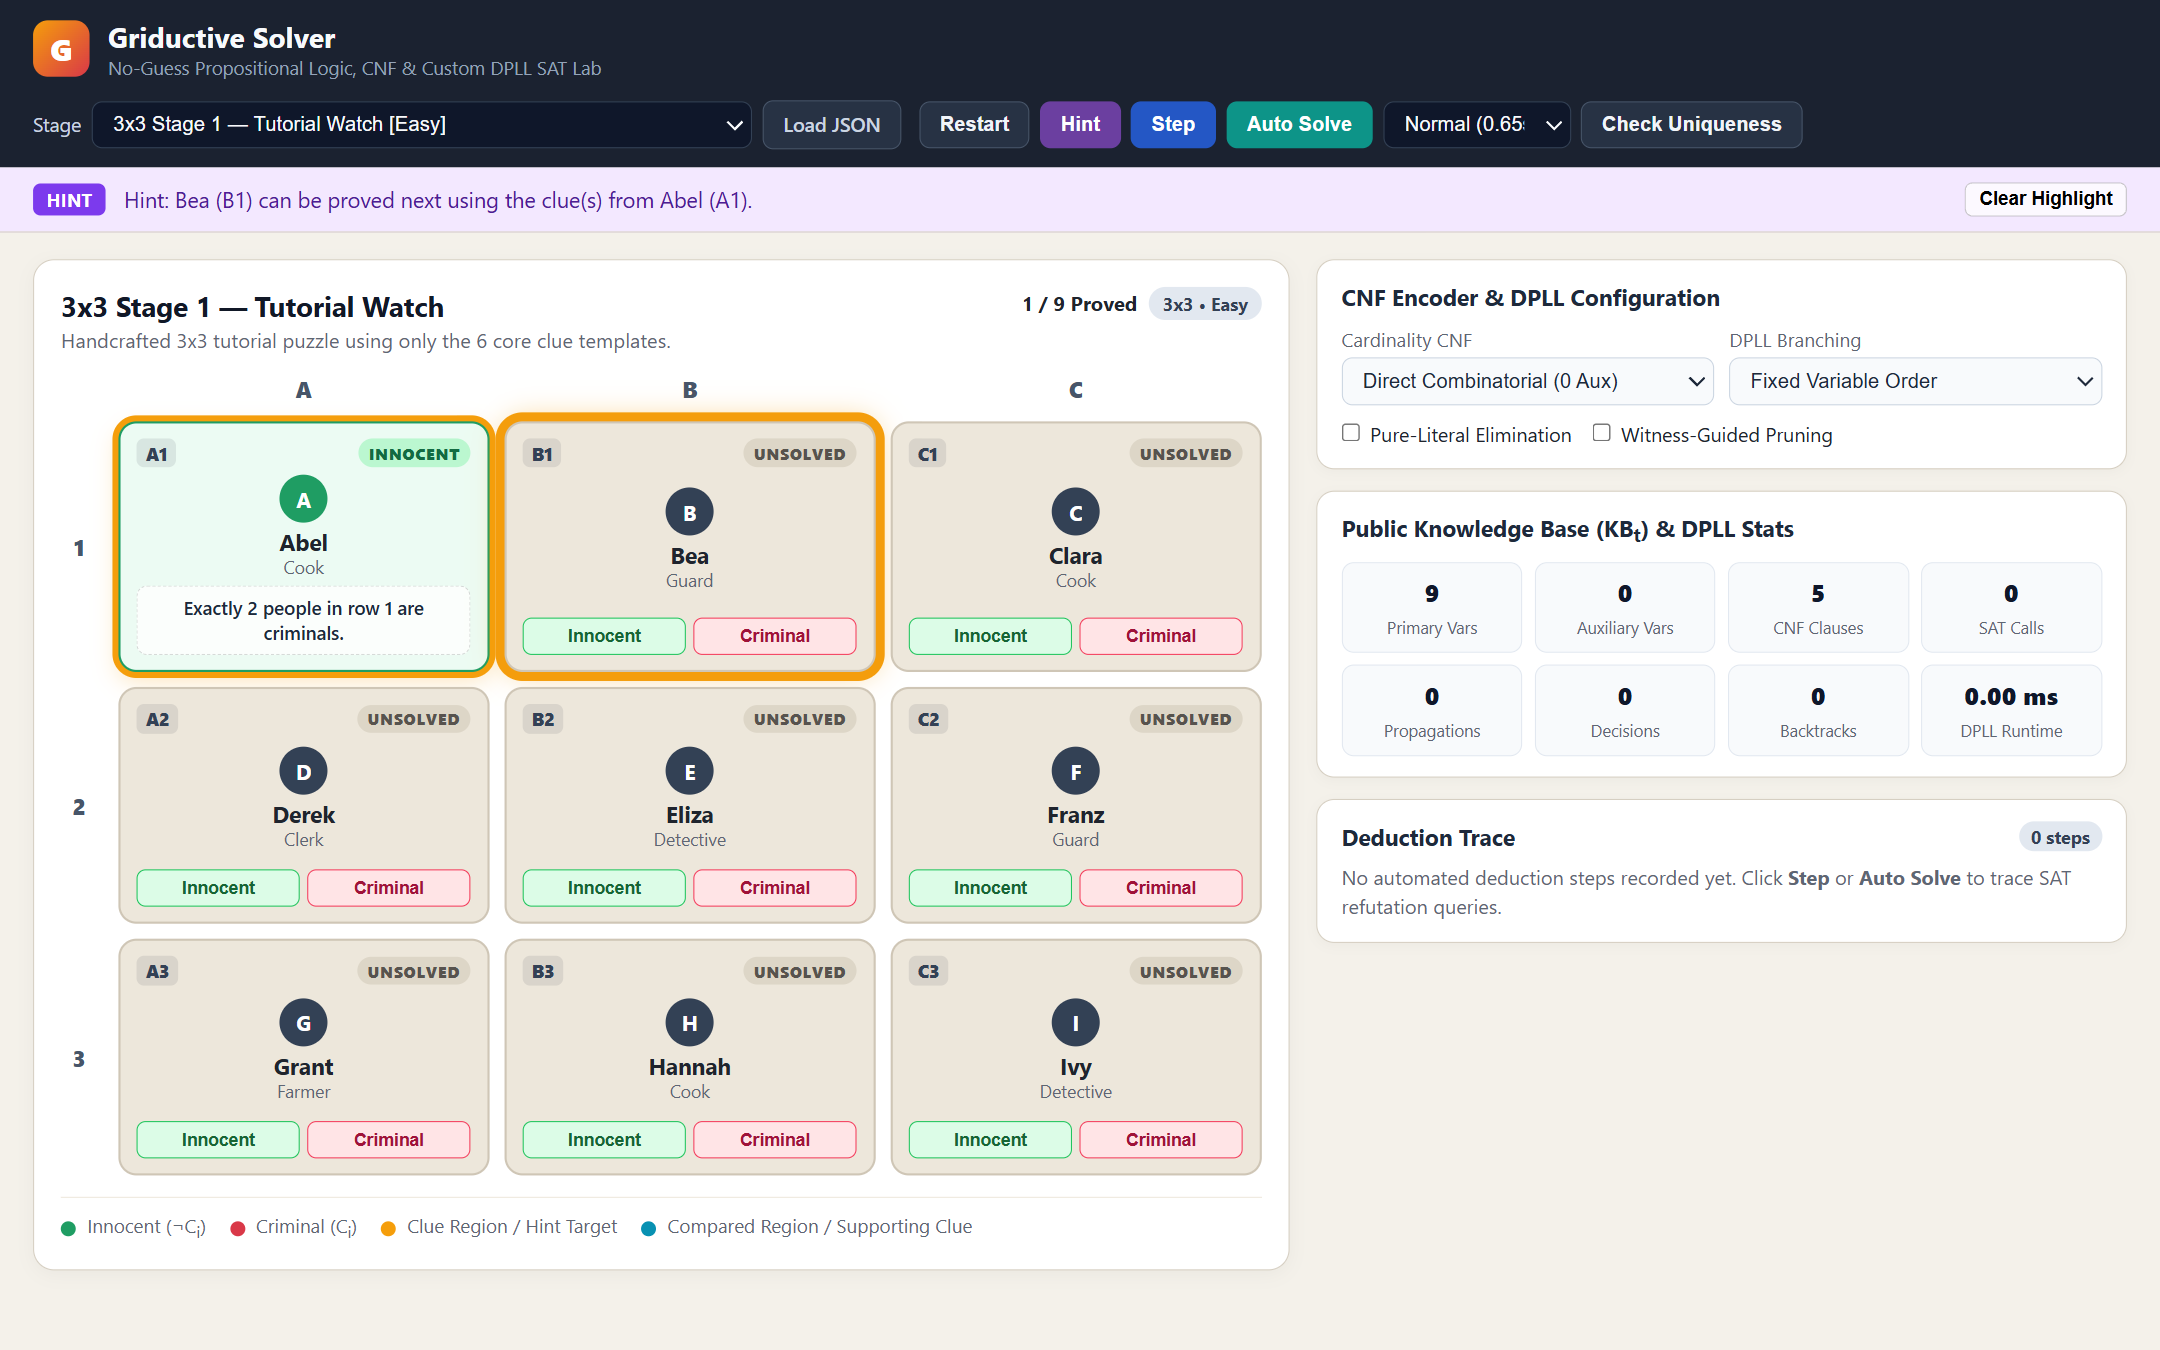 G
Griductive Solver
No-Guess Propositional Logic, CNF & Custom DPLL SAT Lab
Stage
3x3 Stage 1 — Tutorial Watch [Easy]
Load JSON
Restart
Hint
Step
Auto Solve
Normal (0.65
Check Uniqueness
HINT
Hint: Bea (B1) can be proved next using the clue(s) from Abel (A1).
Clear Highlight
3x3 Stage 1 — Tutorial Watch
1 / 9 Proved
3x3 • Easy
Handcrafted 3x3 tutorial puzzle using only the 6 core clue templates.
A
B
C
1
A1
INNOCENT
A
Abel
Cook
Exactly 2 people in row 1 are
criminals.
B1
UNSOLVED
B
Bea
Guard
Innocent
Criminal
C1
UNSOLVED
C
Clara
Cook
Innocent
Criminal
2
A2
UNSOLVED
D
Derek
Clerk
Innocent
Criminal
B2
UNSOLVED
E
Eliza
Detective
Innocent
Criminal
C2
UNSOLVED
F
Franz
Guard
Innocent
Criminal
3
A3
UNSOLVED
G
Grant
Farmer
Innocent
Criminal
B3
UNSOLVED
H
Hannah
Cook
Innocent
Criminal
C3
UNSOLVED
I
Ivy
Detective
Innocent
Criminal
Innocent (¬Ci)
Criminal (Ci)
Clue Region / Hint Target
Compared Region / Supporting Clue
CNF Encoder & DPLL Configuration
Cardinality CNF
DPLL Branching
Direct Combinatorial (0 Aux)
Fixed Variable Order
Pure-Literal Elimination
Witness-Guided Pruning
Public Knowledge Base (KBt) & DPLL Stats
9
Primary Vars
0
Auxiliary Vars
5
CNF Clauses
0
SAT Calls
0
Propagations
0
Decisions
0
Backtracks
0.00 ms
DPLL Runtime
Deduction Trace
0 steps
No automated deduction steps recorded yet. Click Step or Auto Solve to trace SAT
refutation queries.